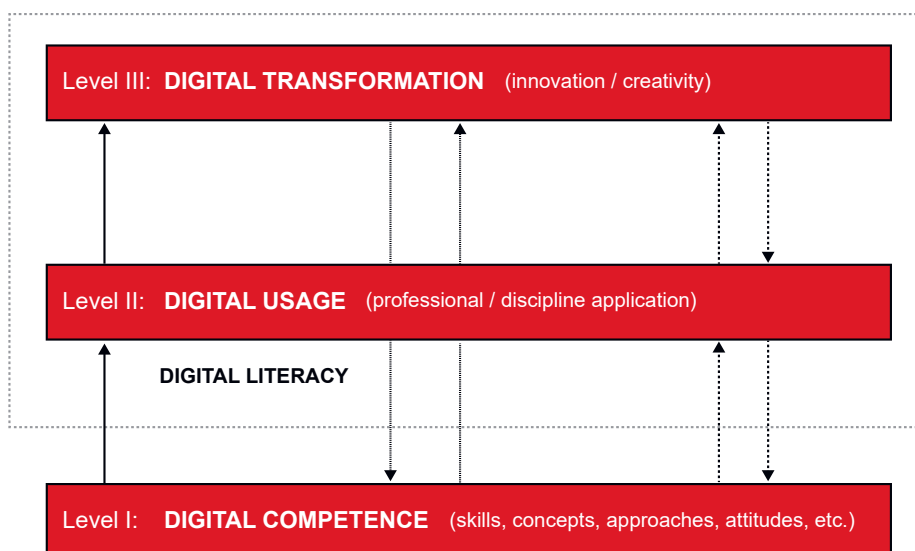 Level III: DIGITAL TRANSFORMATION (innovation / creativity)
Level II: DIGITAL USAGE (professional / discipline application)
DIGITAL LITERACY
Level I: DIGITAL COMPETENCE (skills, concepts, approaches, attitudes, etc.)